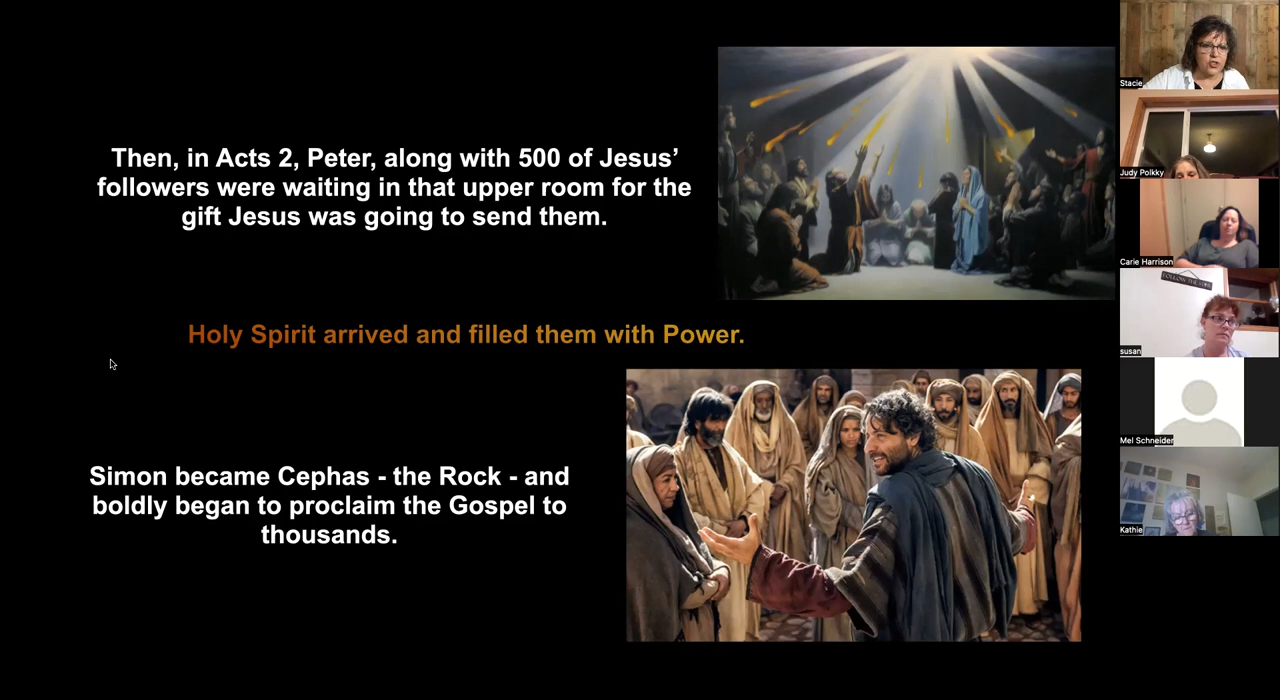 Then, in Acts 2, Peter, along with 500 of Jesus’
followers were waiting in that upper room for the
gift Jesus was going to send them.
Holy Spirit arrived and filled them with Power.
Simon became Cephas - the Rock - and
boldly began to proclaim the Gospel to
thousands.
Stacie
Judy Polkky
Carie Harrison
FOLLOW THE
susan
Mel Schneider
Kathie